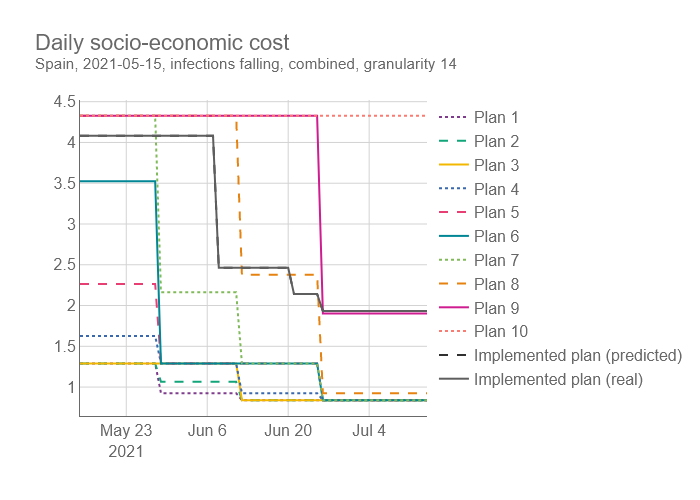 Daily socio-economic cost
Spain, 2021-05-15, infections falling, combined, granularity 14
4.5
4
3.5
3
2.5
2
1.5
1
May 23
2021
Jun 6
Jun 20
Jul 4
Plan 1
Plan 2
Plan 3
Plan 4
Plan 5
Plan 6
Plan 7
Plan 8
Plan 9
Plan 10
Implemented plan (predicted)
Implemented plan (real)